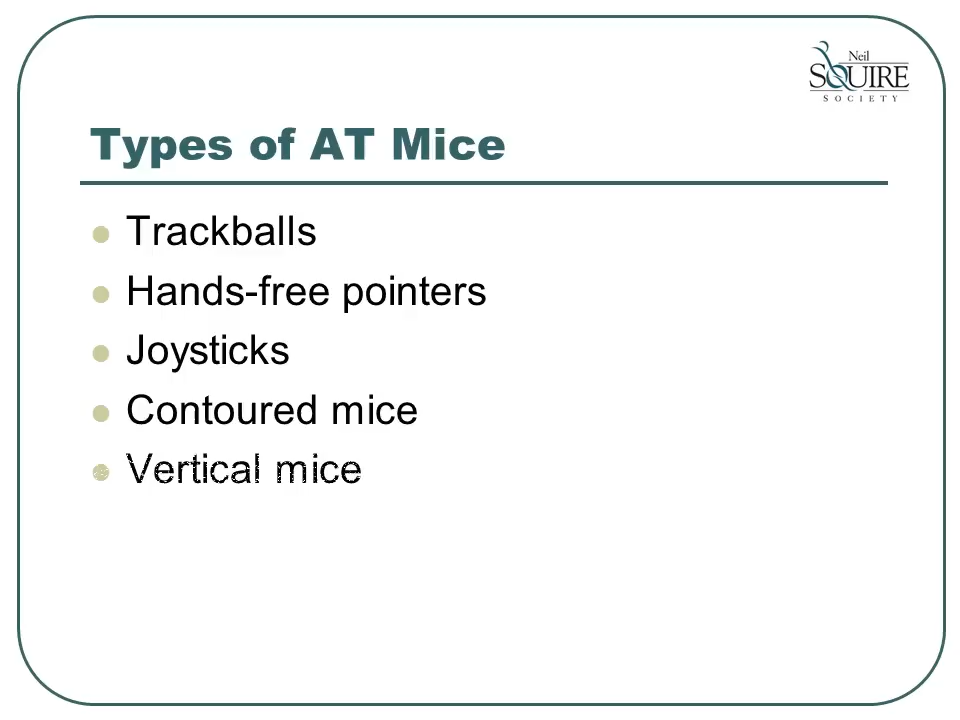 Neil
SQUIRE
SOCIETY
Types of AT Mice
Trackballs
Hands-free pointers
Joysticks
Contoured mice
Vertical mice